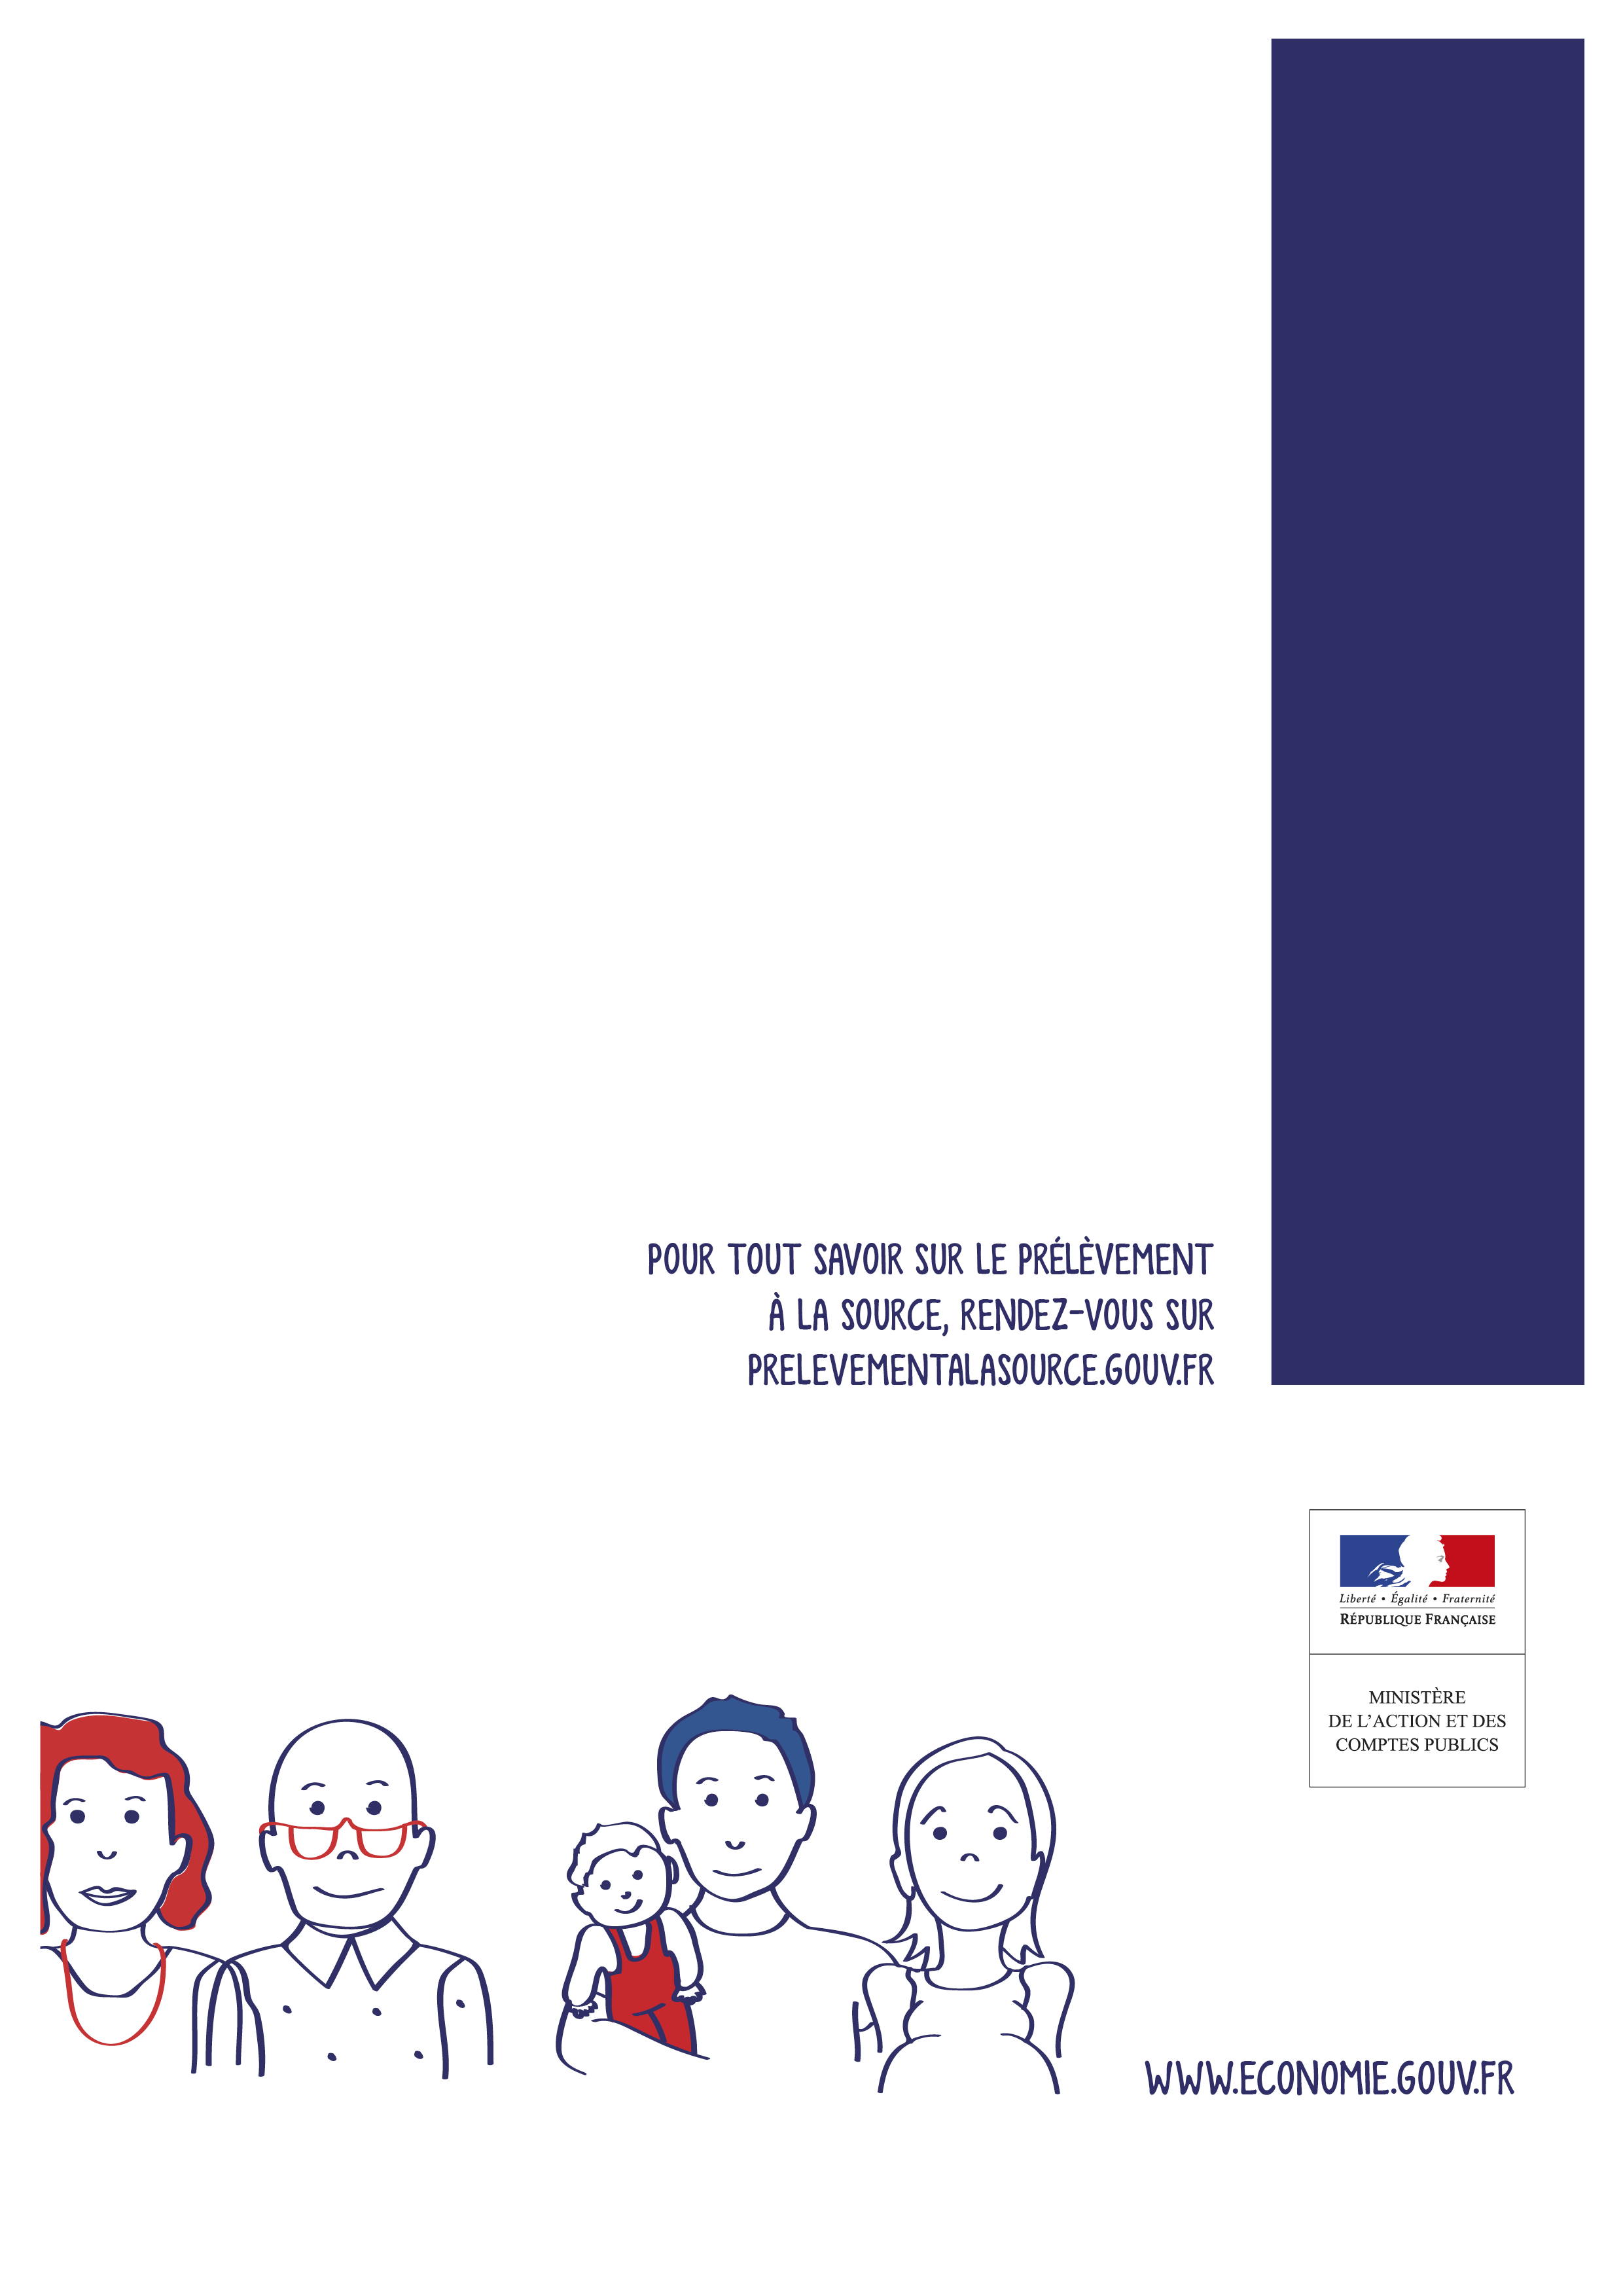 POUR TOUT SAVOIR SUR LE PRÉLÈVEMENT
À LA SOURCE, RENDEZ-VOUS SUR
PRELEVEMENTALASOURCE.GOUV.FR
Liberté • Égalité • Fraternité
RÉPUBLIQUE FRANÇAISE
MINISTÈRE
DE L'ACTION ET DES
COMPTES PUBLICS
WWW.ECONOMIE.GOUV.FR